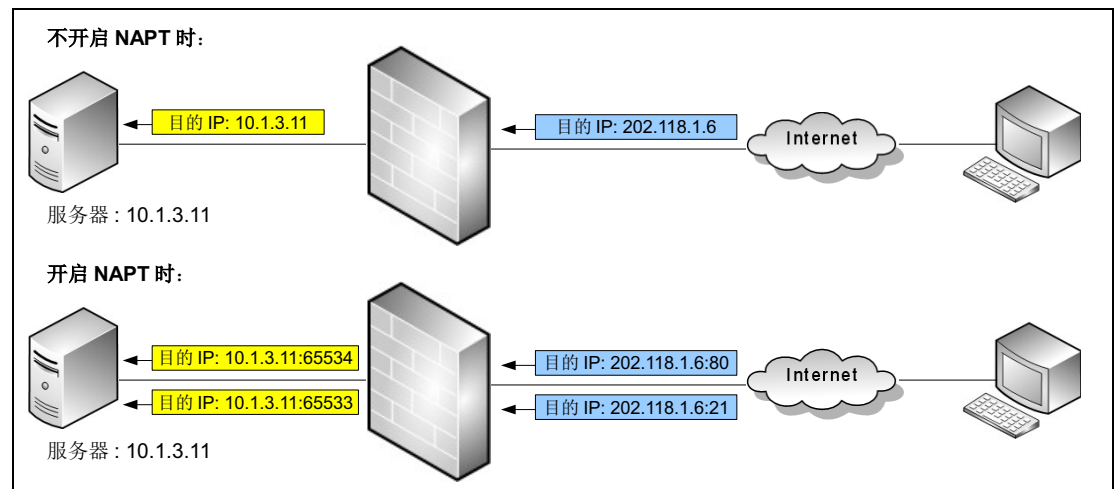 不开启 NAPT 时：
目的 IP: 10.1.3.11
目的 IP: 202.118.1.6
Internet
服务器 : 10.1.3.11
开启 NAPT 时：
目的 IP: 10.1.3.11:65534
目的 IP: 202.118.1.6:80
Internet
目的 IP: 10.1.3.11:65533
目的 IP: 202.118.1.6:21
服务器 : 10.1.3.11